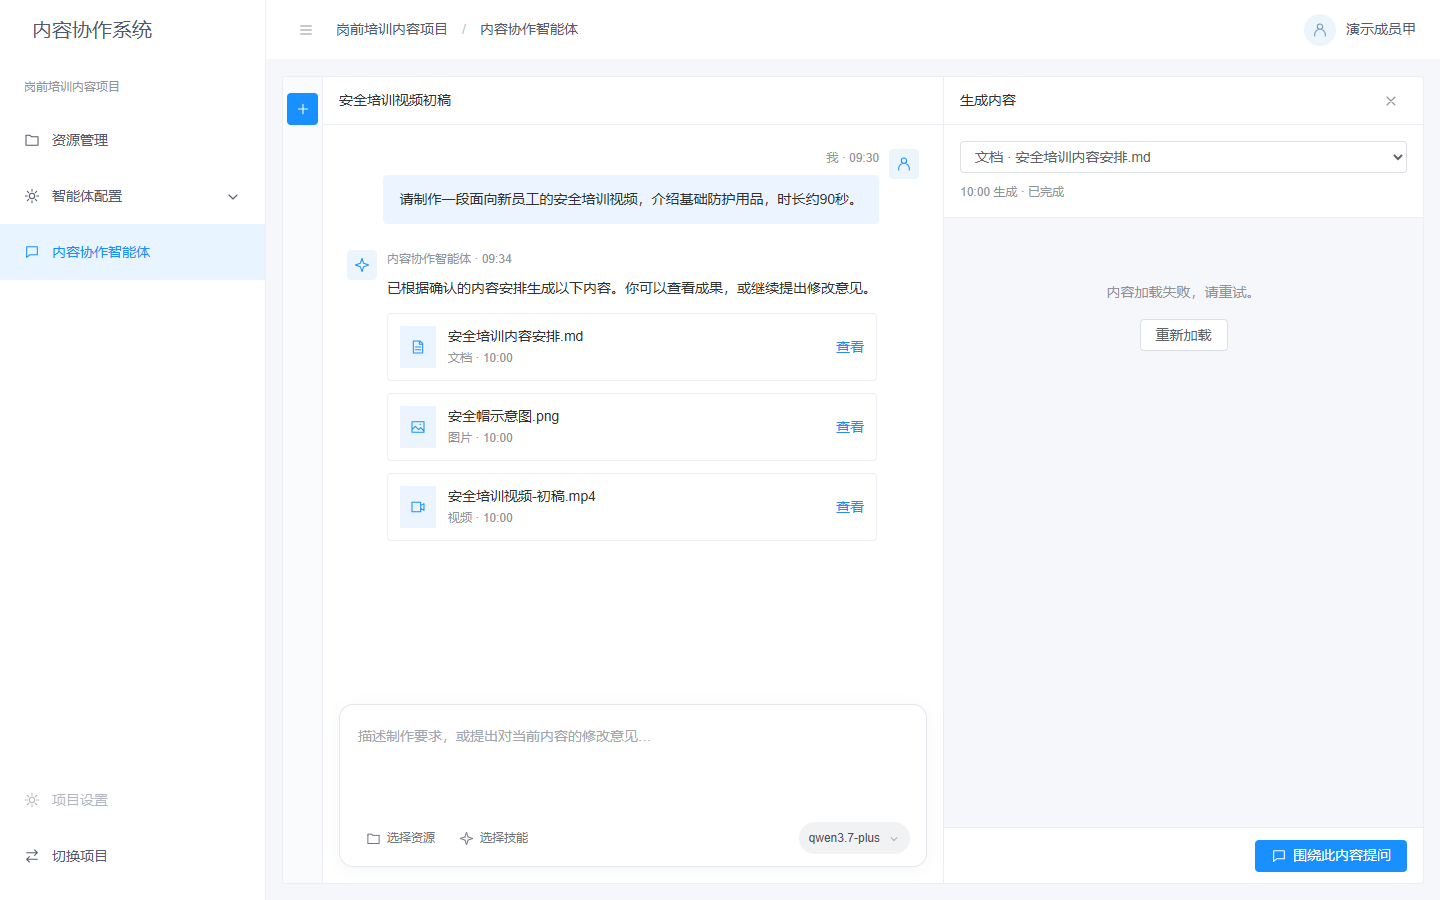 内容协作系统
岗前培训内容项目
资源管理
智能体配置
内容协作智能体
项目设置
切换项目
岗前培训内容项目 / 内容协作智能体
演示成员甲
安全培训视频初稿
我 · 09:30
请制作一段面向新员工的安全培训视频，介绍基础防护用品，时长约90秒。
内容协作智能体 · 09:34
已根据确认的内容安排生成以下内容。你可以查看成果，或继续提出修改意见。
安全培训内容安排.md
文档 · 10:00
查看
安全帽示意图.png
图片 · 10:00
查看
安全培训视频-初稿.mp4
视频 · 10:00
查看
描述制作要求，或提出对当前内容的修改意见...
选择资源
选择技能
qwen3.7-plus
生成内容
文档 · 安全培训内容安排.md
10:00 生成 · 已完成
内容加载失败，请重试。
重新加载
围绕此内容提问